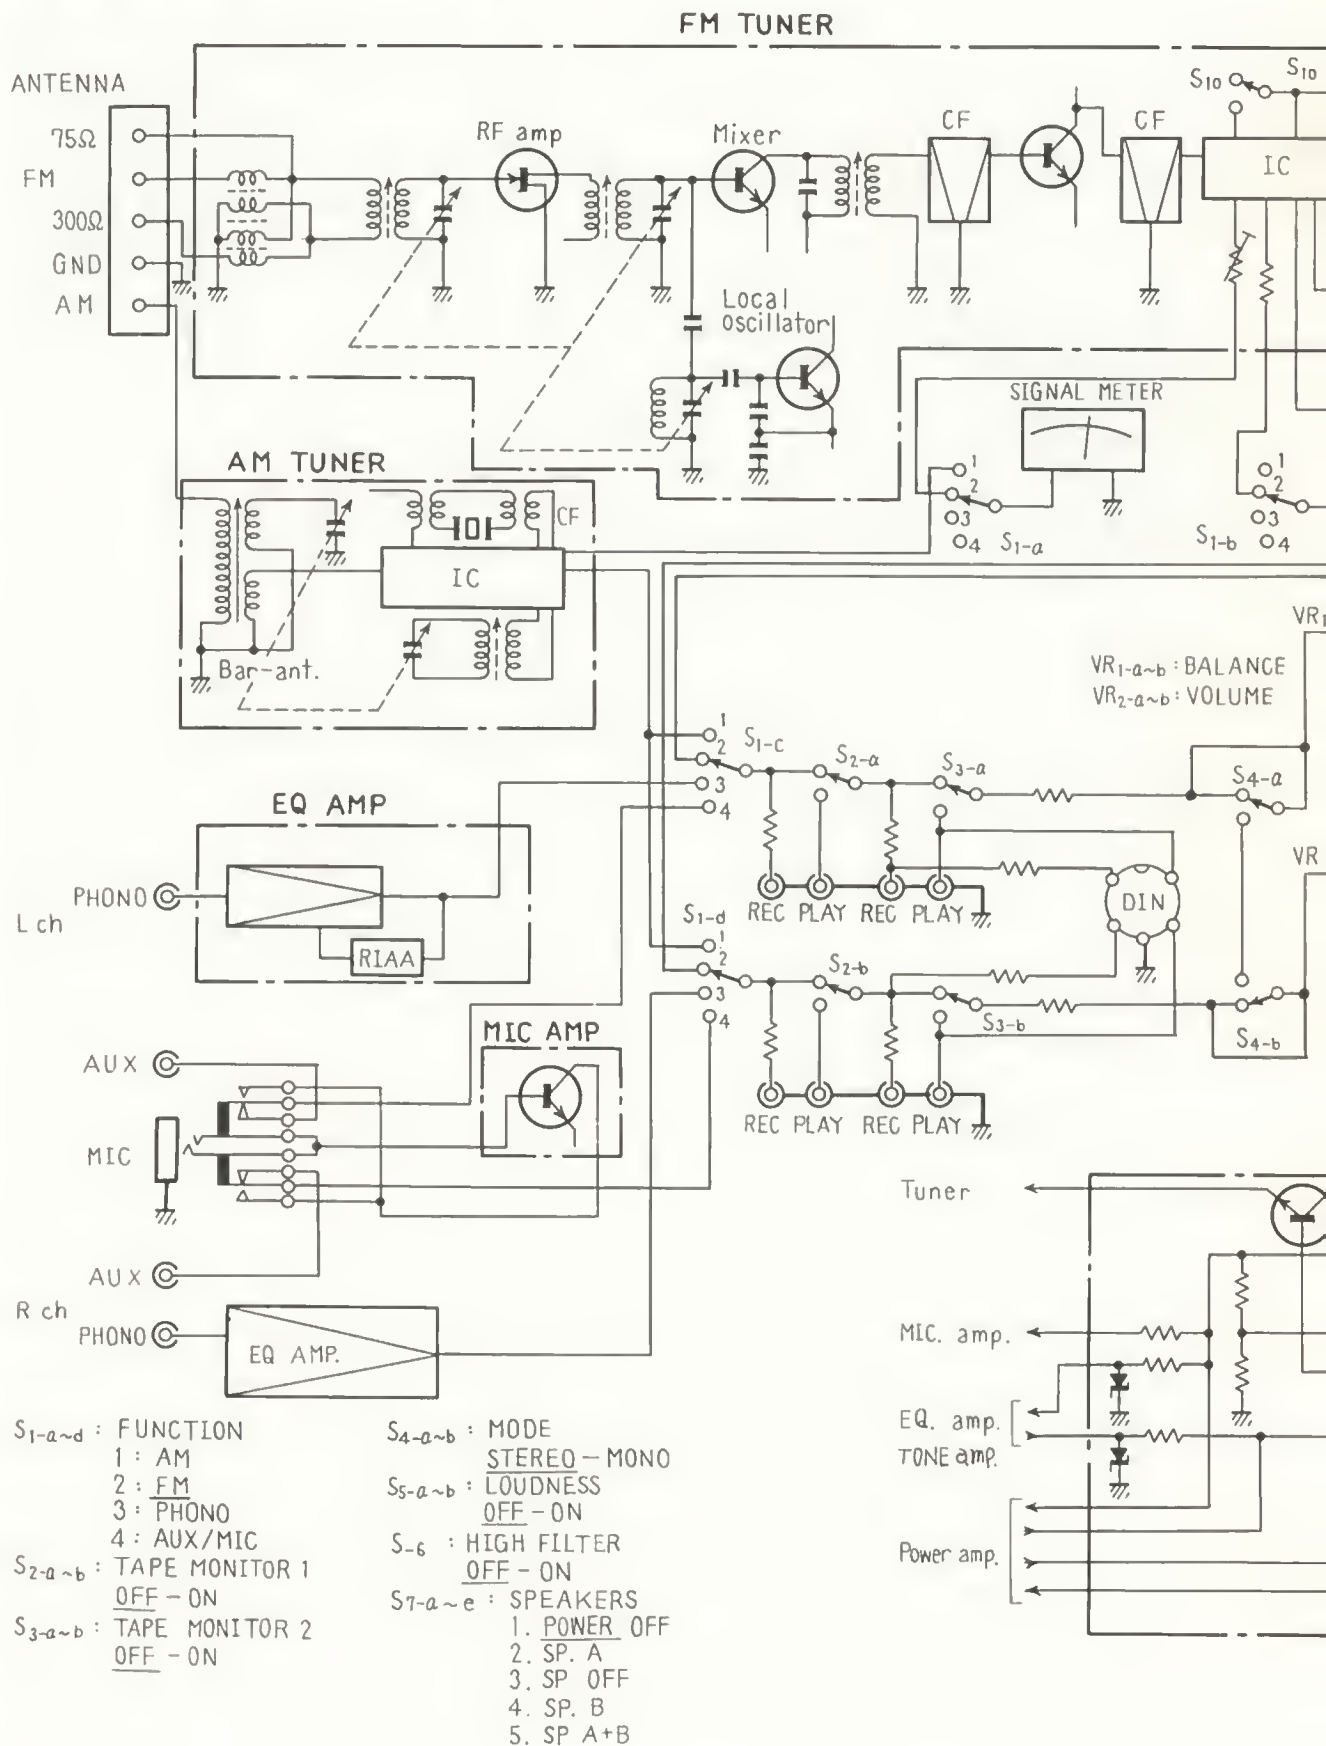 FM TUNER
ANTENNA
75Ω
FM
300Ω
GND
AM
RF amp
Mixer
CF
CF
S10
S10
IC
Local
oscillator
SIGNAL METER
1
2
3
4
S1-a
1
2
3
4
S1-b
AM TUNER
CF
IC
Bar-ant.
VR1
VR1-a~b : BALANCE
VR2-a~b : VOLUME
1
2
3
4
S1-c
S2-a
S3-a
S4-a
EQ AMP
PHONO
L ch
RIAA
REC PLAY REC PLAY
DIN
VR
S1-d
1
2
3
4
S2-b
S3-b
S4-b
MIC AMP
AUX
MIC
REC PLAY REC PLAY
AUX
R ch
PHONO
EQ AMP.
Tuner
MIC. amp.
EQ. amp.
TONE amp.
Power amp.
S1-a~d : FUNCTION
1 : AM
2 : FM
3 : PHONO
4 : AUX/MIC
S2-a~b : TAPE MONITOR 1
OFF - ON
S3-a~b : TAPE MONITOR 2
OFF - ON
S4-a~b : MODE
STEREO - MONO
S5-a~b : LOUDNESS
OFF - ON
S-6 : HIGH FILTER
OFF - ON
S7-a~e : SPEAKERS
1. POWER OFF
2. SP. A
3. SP OFF
4. SP. B
5. SP A+B